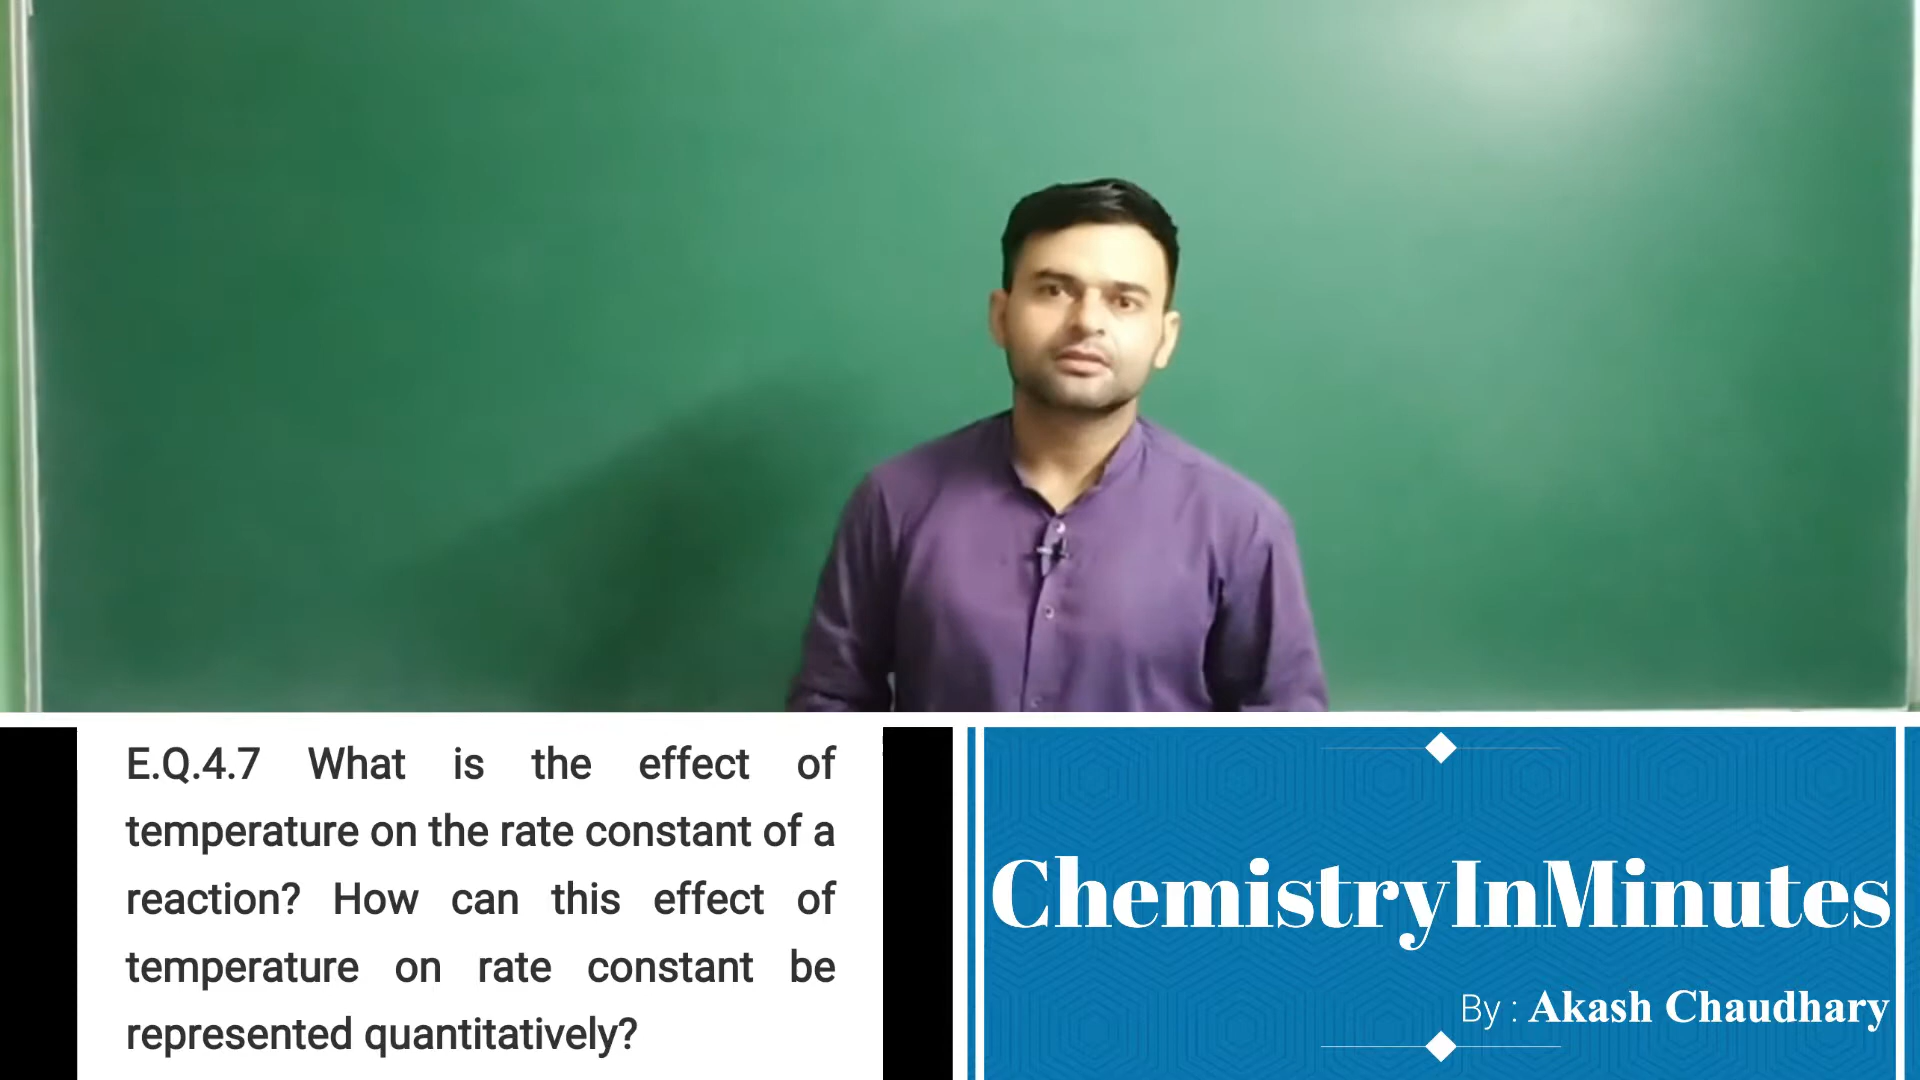 E.Q.4.7 What is the effect of
temperature on the rate constant of a
reaction? How can this effect of
temperature on rate constant be
represented quantitatively?
ChemistryInMinutes
By : Akash Chaudhary